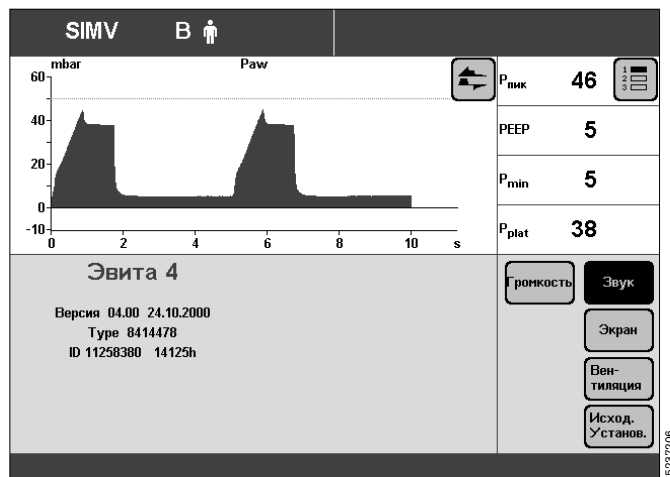 SIMV B
mbar Paw
60
40
20
0
-10
0 2 4 6 8 10 s
Pпик 46
1
2
3
PEEP 5
Pmin 5
Pplat 38
Эвита 4
Версия 04.00 24.10.2000
Type 8414478
ID 11258380 14125h
Громкость Звук
Экран
Вен-
тиляция
Исход.
Установ.
5237206